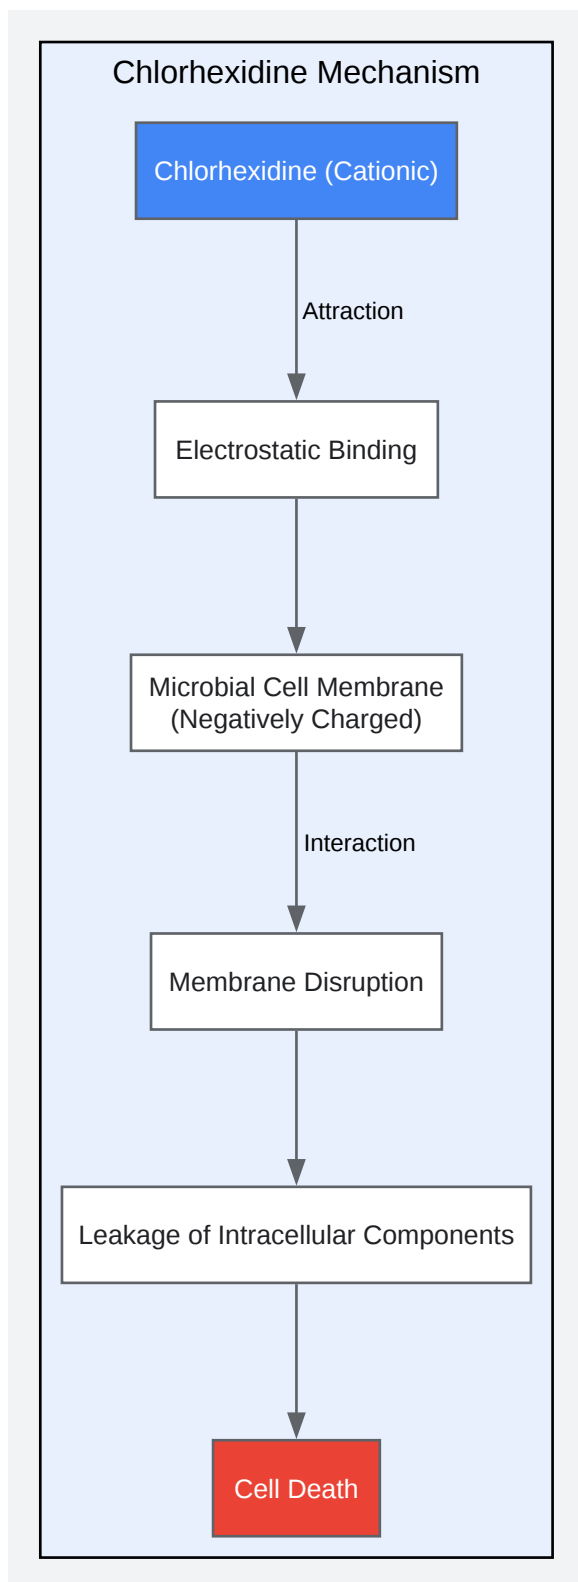 Chlorhexidine Mechanism
Chlorhexidine (Cationic)
Attraction
Electrostatic Binding
Microbial Cell Membrane
(Negatively Charged)
Interaction
Membrane Disruption
Leakage of Intracellular Components
Cell Death